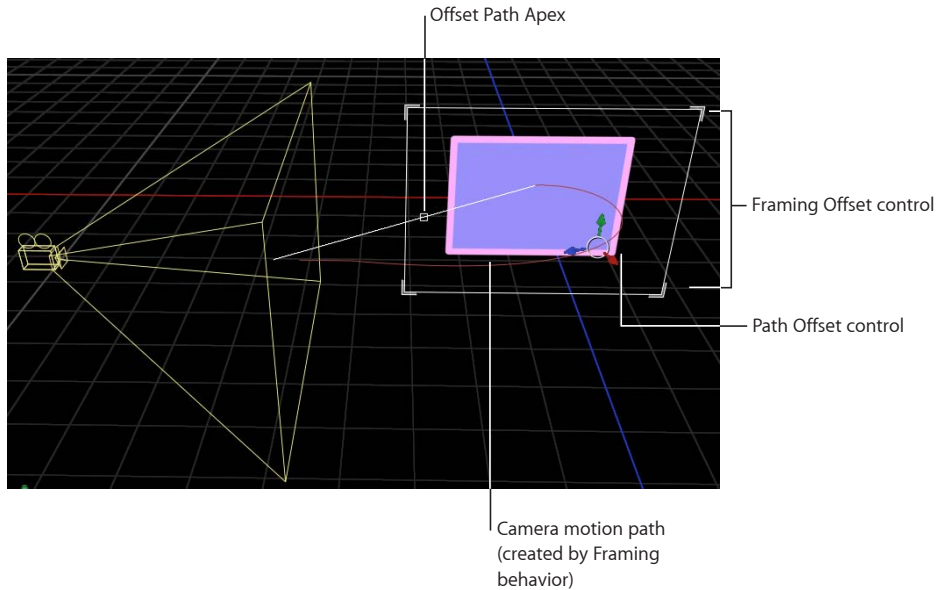 Offset Path Apex
Framing Offset control
Path Offset control
Camera motion path
(created by Framing
behavior)